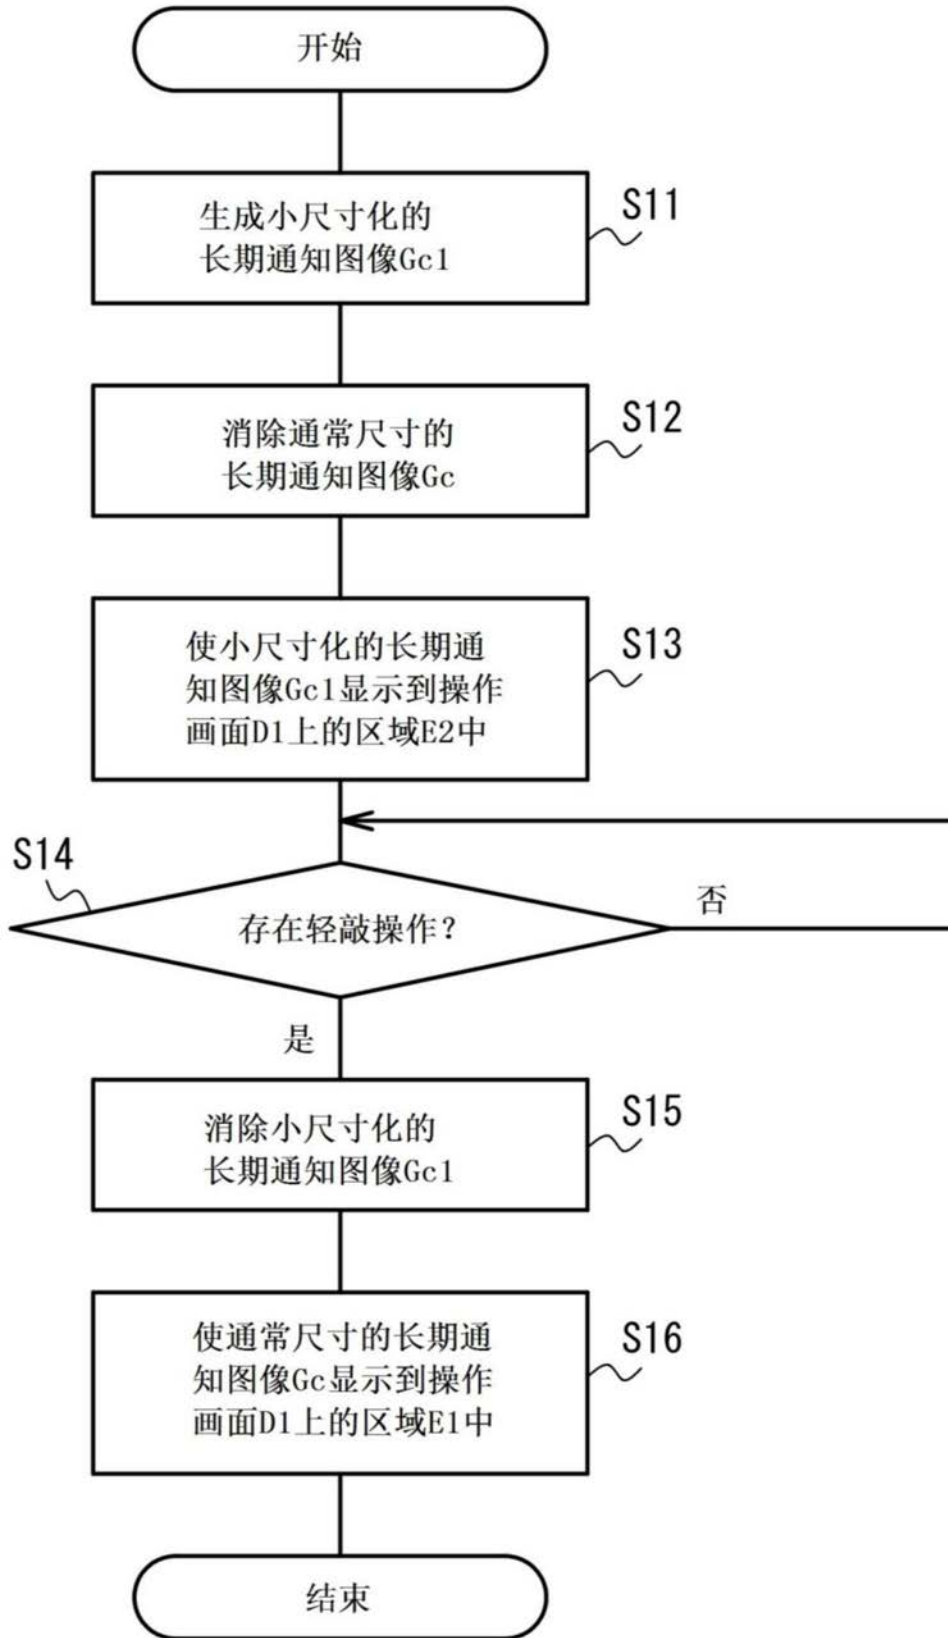 开始
生成小尺寸化的
长期通知图像Gc1
S11
消除通常尺寸的
长期通知图像Gc
S12
使小尺寸化的长期通
知图像Gc1显示到操作
画面D1上的区域E2中
S13
S14
存在轻敲操作？
否
是
消除小尺寸化的
长期通知图像Gc1
S15
使通常尺寸的长期通
知图像Gc显示到操作
画面D1上的区域E1中
S16
结束